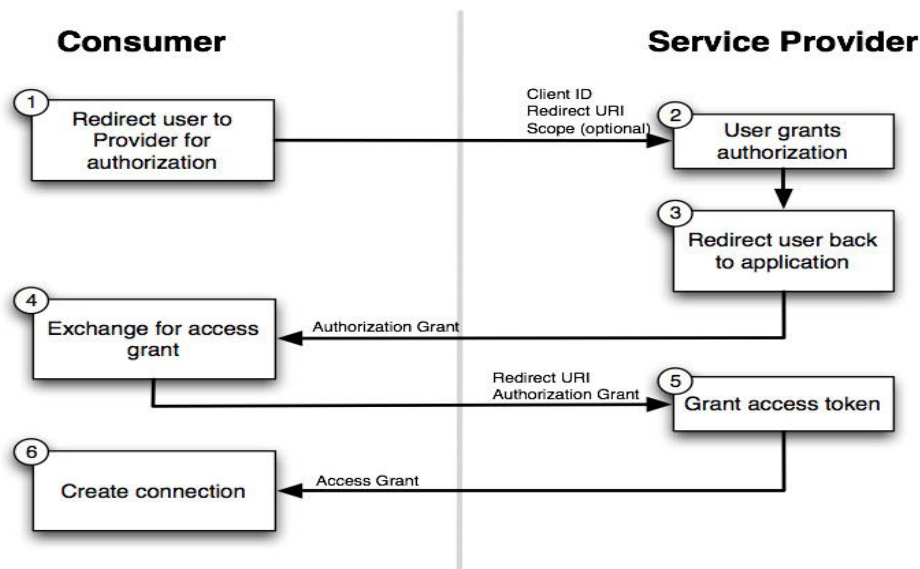 Consumer
Service Provider
1
Redirect user to
Provider for
authorization
Client ID
Redirect URI
Scope (optional)
2
User grants
authorization
3
Redirect user back
to application
4
Exchange for access
grant
Authorization Grant
Redirect URI
Authorization Grant
5
Grant access token
6
Create connection
Access Grant